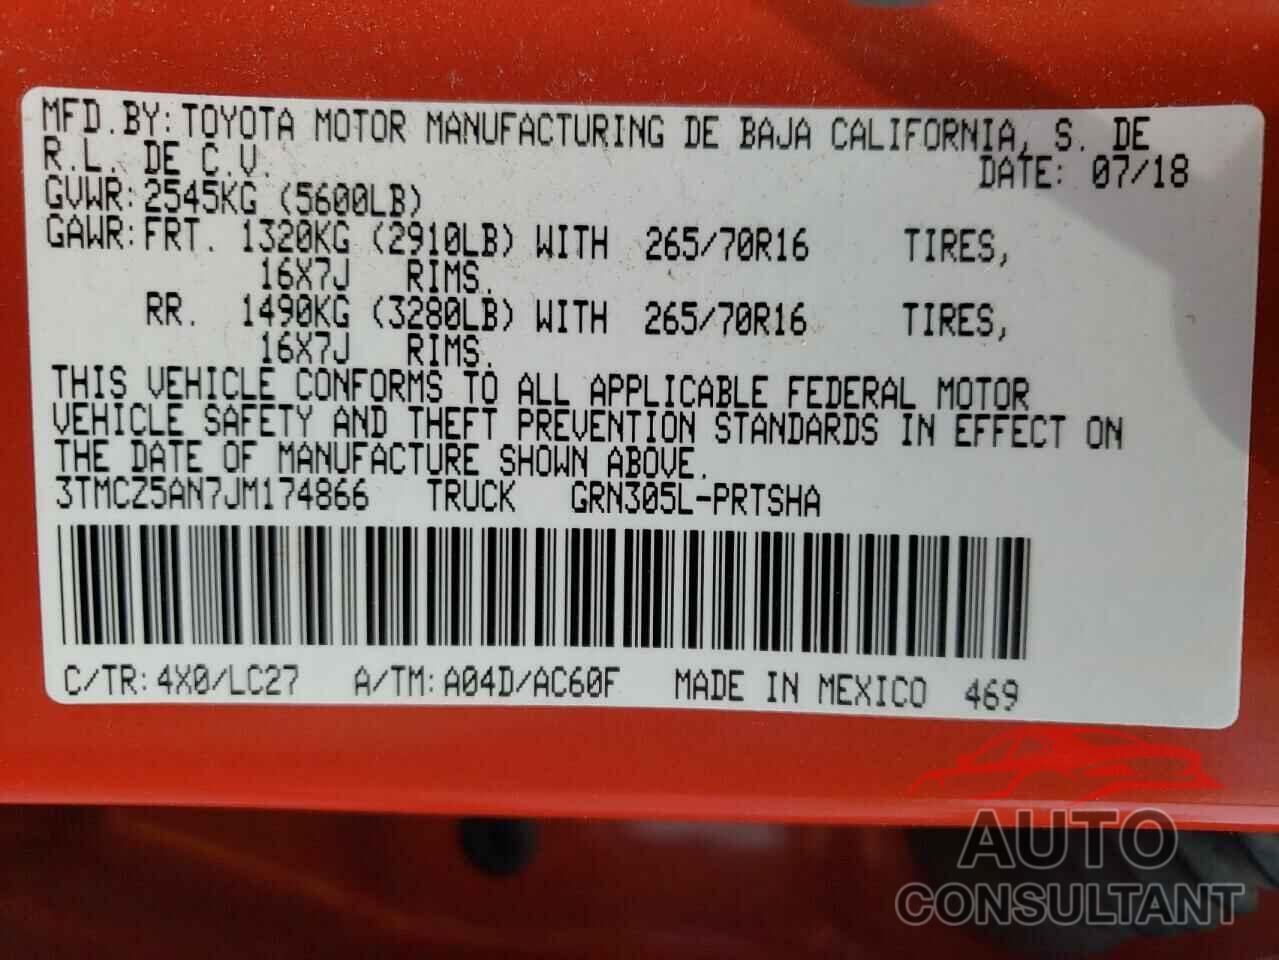 MFD.BY: TOYOTA MOTOR MANUFACTURING DE BAJA CALIFORNIA, S. DE
R.L. DE C.V. DATE: 07/18
GVWR: 2545KG (5600LB)
GAWR: FRT. 1320KG (2910LB) WITH 265/70R16 TIRES,
16X7J RIMS.
RR. 1490KG (3280LB) WITH 265/70R16 TIRES,
16X7J RIMS.
THIS VEHICLE CONFORMS TO ALL APPLICABLE FEDERAL MOTOR
VEHICLE SAFETY AND THEFT PREVENTION STANDARDS IN EFFECT ON
THE DATE OF MANUFACTURE SHOWN ABOVE.
3TMCZ5AN7JM174866 TRUCK GRN305L-PRTSHA
C/TR: 4X0/LC27 A/TM: A04D/AC60F MADE IN MEXICO 469
AUTO
CONSULTANT